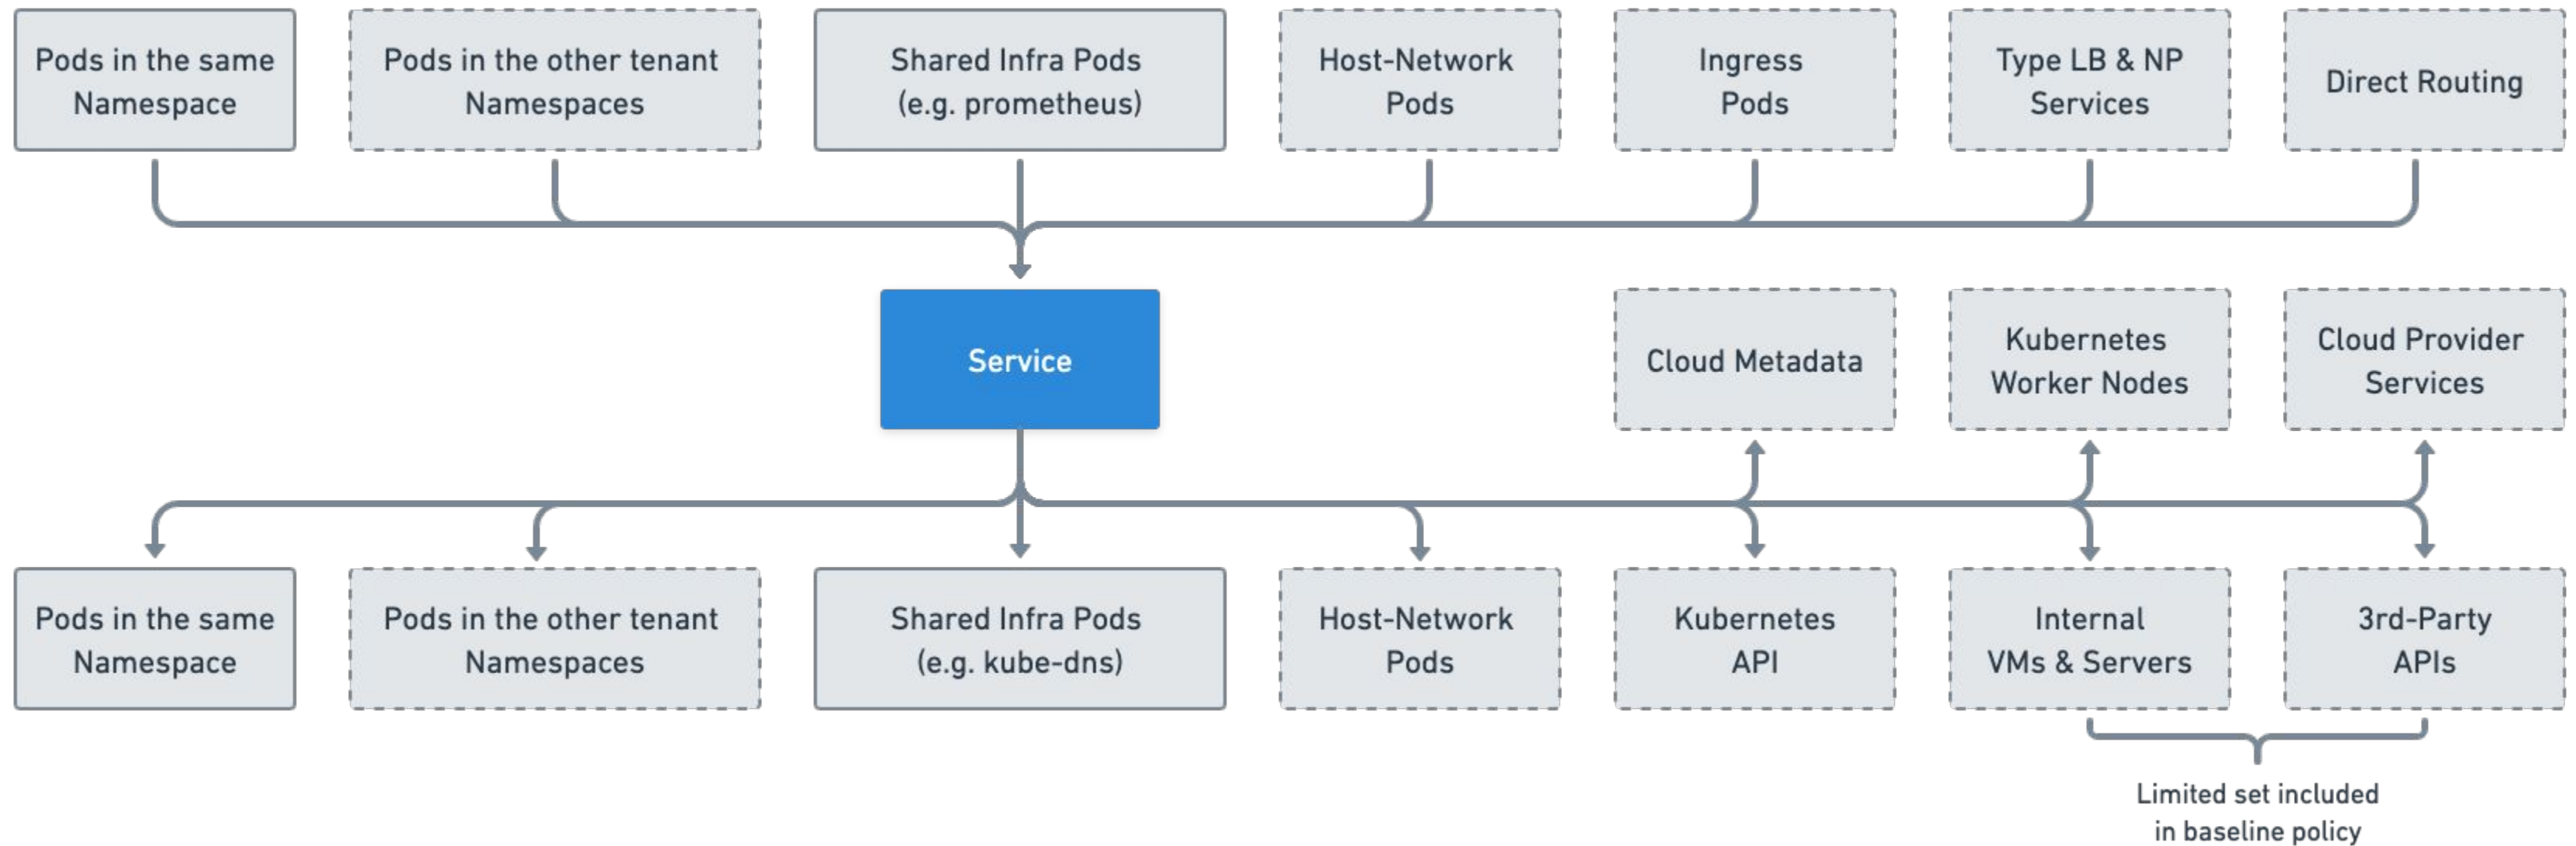 Pods in the same
Namespace
Pods in the other tenant
Namespaces
Shared Infra Pods
(e.g. prometheus)
Host-Network
Pods
Ingress
Pods
Type LB & NP
Services
Direct Routing
Service
Cloud Metadata
Kubernetes
Worker Nodes
Cloud Provider
Services
Pods in the same
Namespace
Pods in the other tenant
Namespaces
Shared Infra Pods
(e.g. kube-dns)
Host-Network
Pods
Kubernetes
API
Internal
VMs & Servers
3rd-Party
APIs
Limited set included
in baseline policy